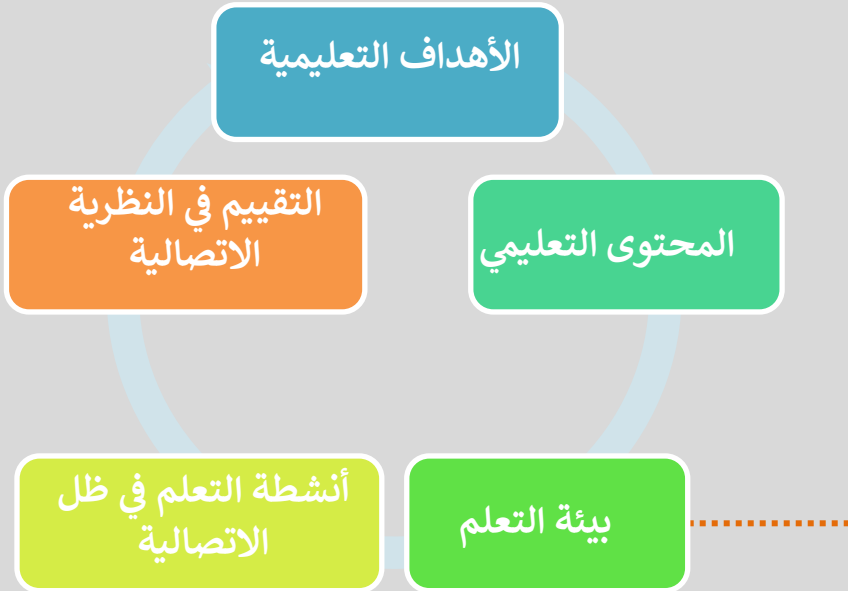 الأهداف التعليمية
المحتوى التعليمي
بيئة التعلم
أنشطة التعلم في ظل
الاتصالية
التقييم في النظرية
الاتصالية